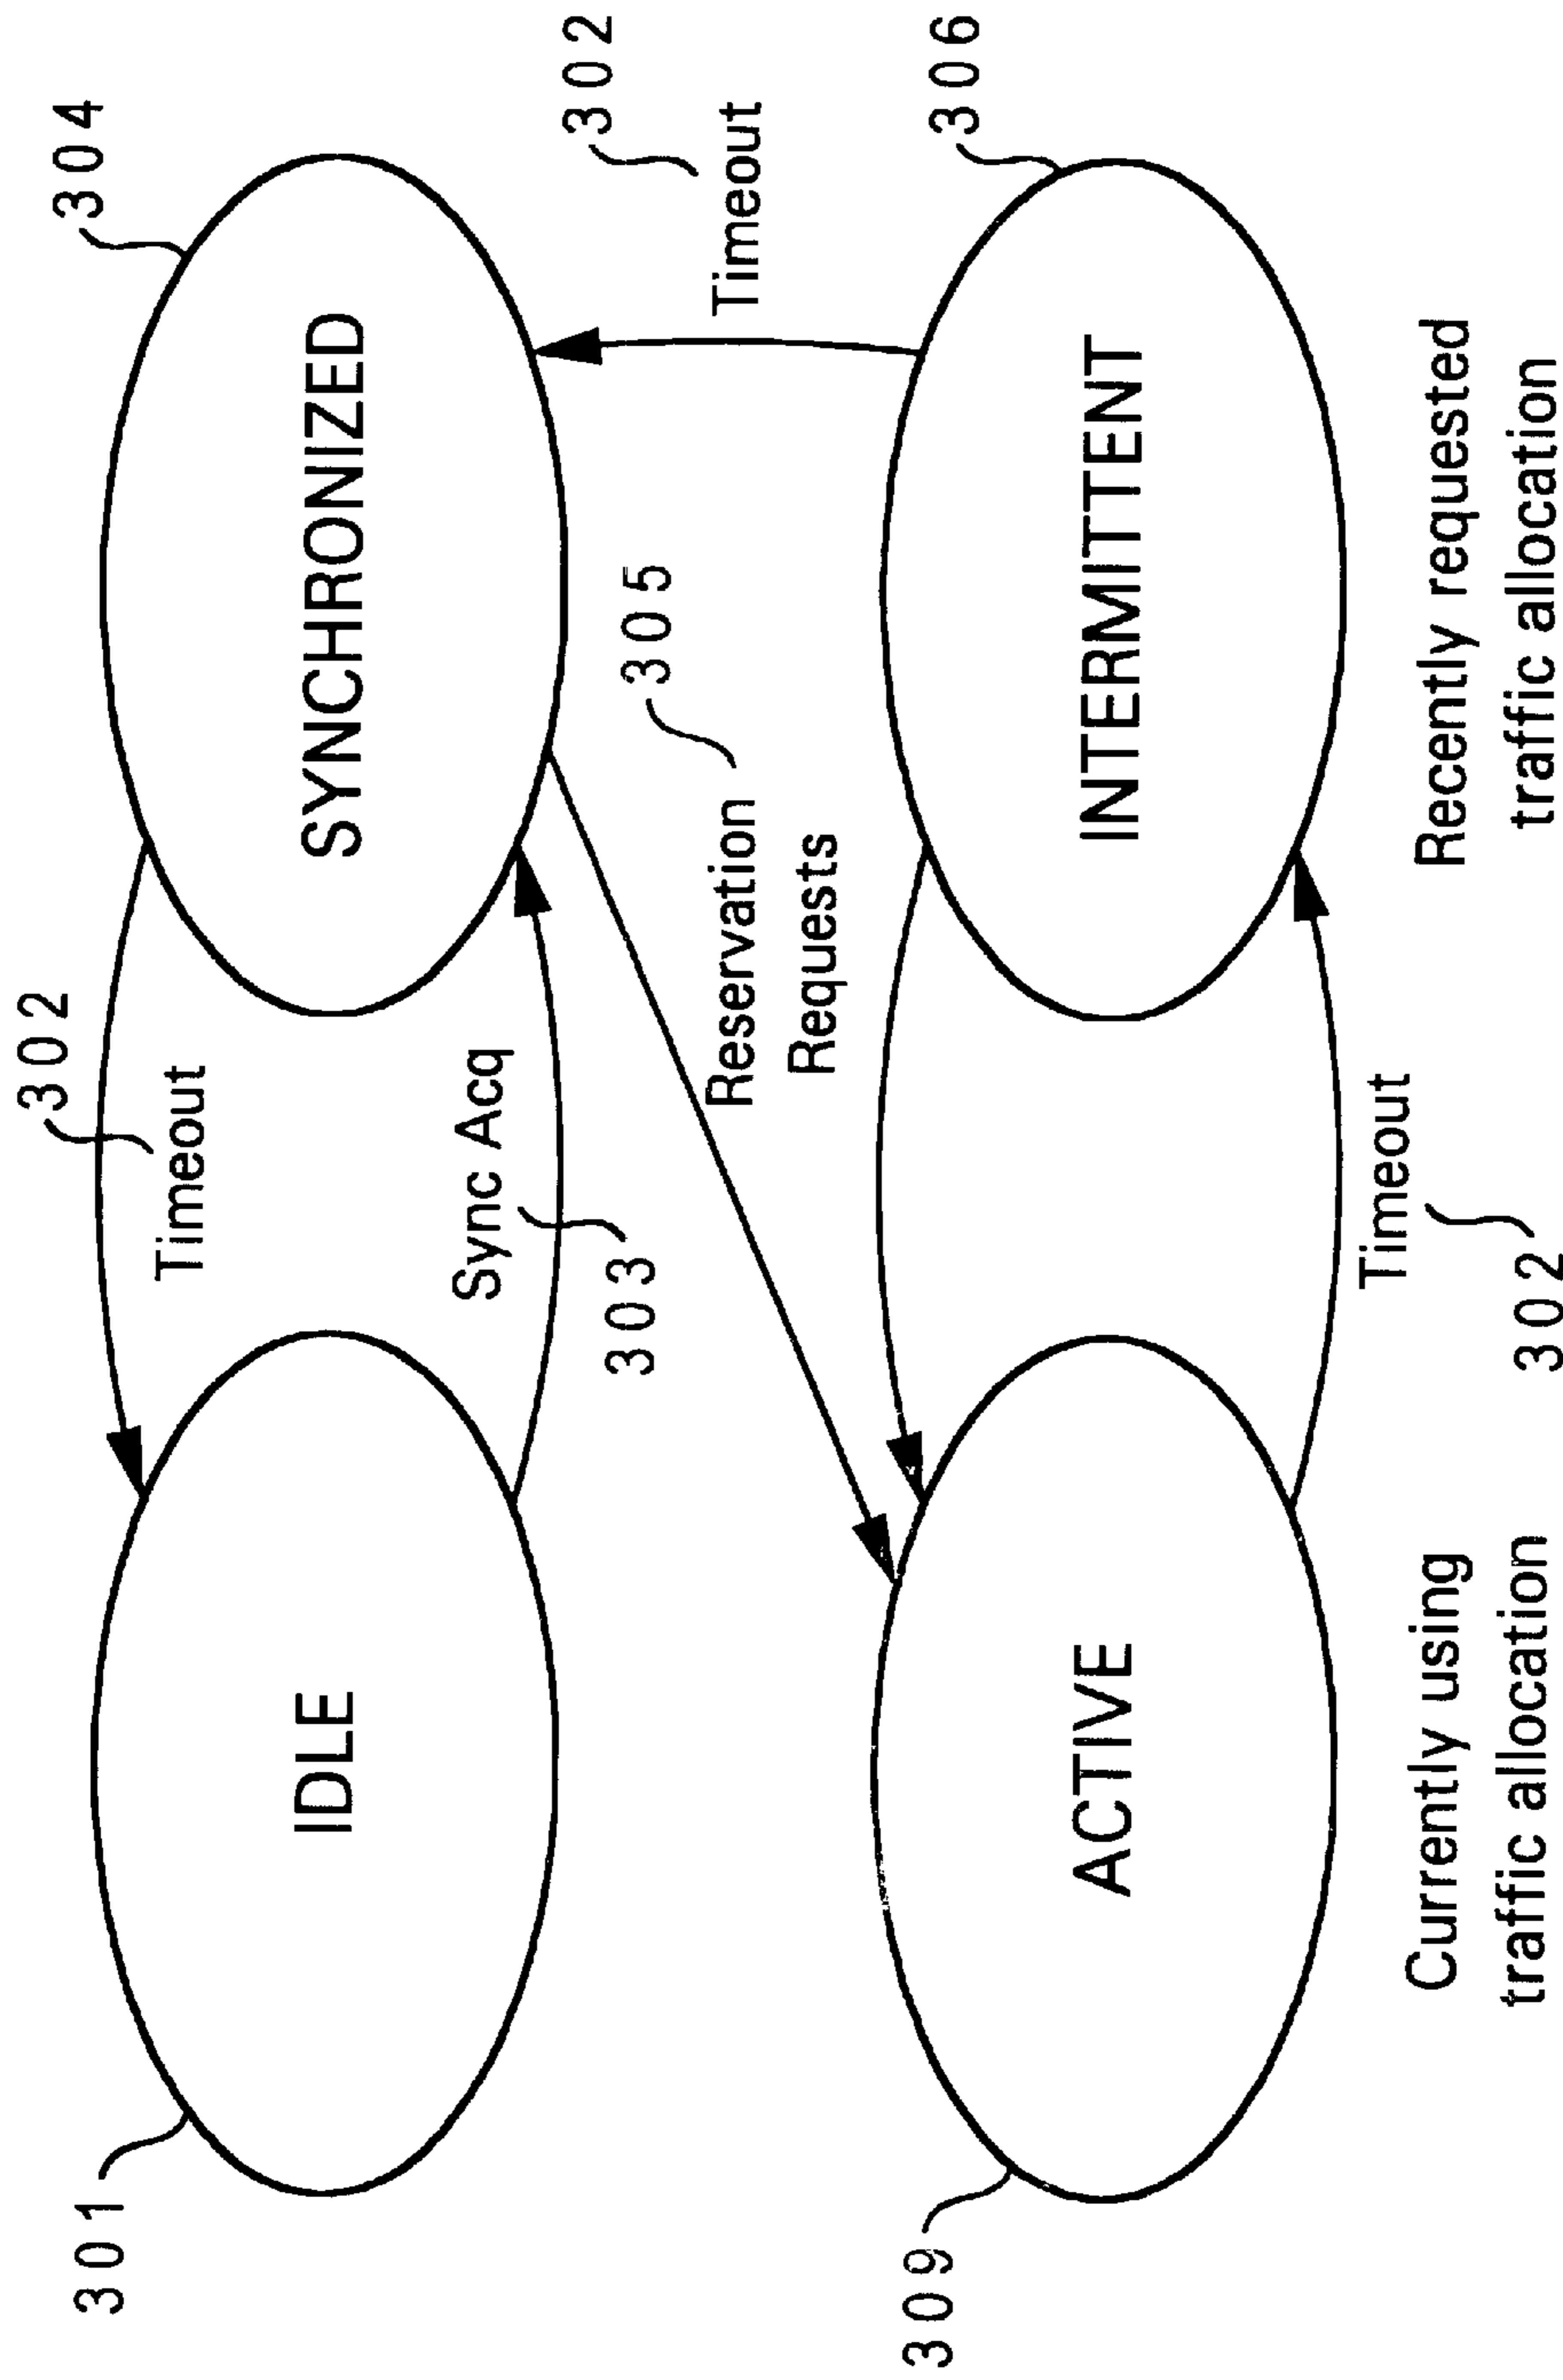 302
304
301
Timeout
IDLE
SYNCHRONIZED
Sync Acq
303
302
305
Timeout
Reservation
Requests
309
306
ACTIVE
INTERMITTENT
Timeout
302
Currently using
traffic allocation
Recently requested
traffic allocation